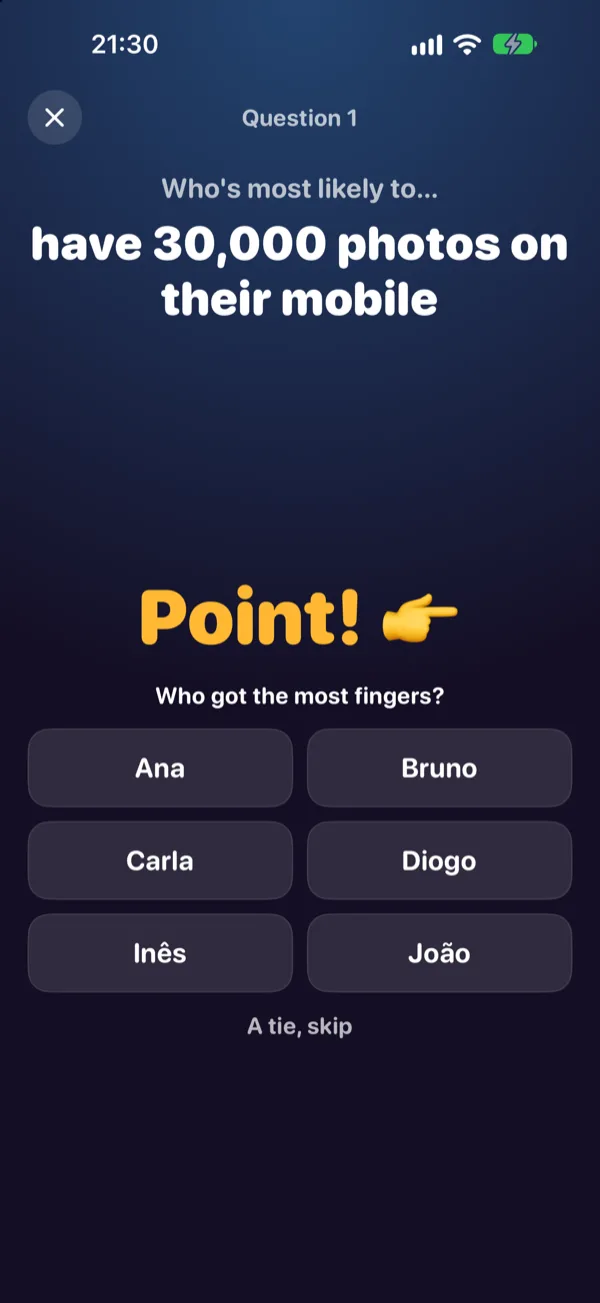 21:30
Question 1
Who's most likely to...
have 30,000 photos on
their mobile
Point! 👉
Who got the most fingers?
Ana
Bruno
Carla
Diogo
Inês
João
A tie, skip